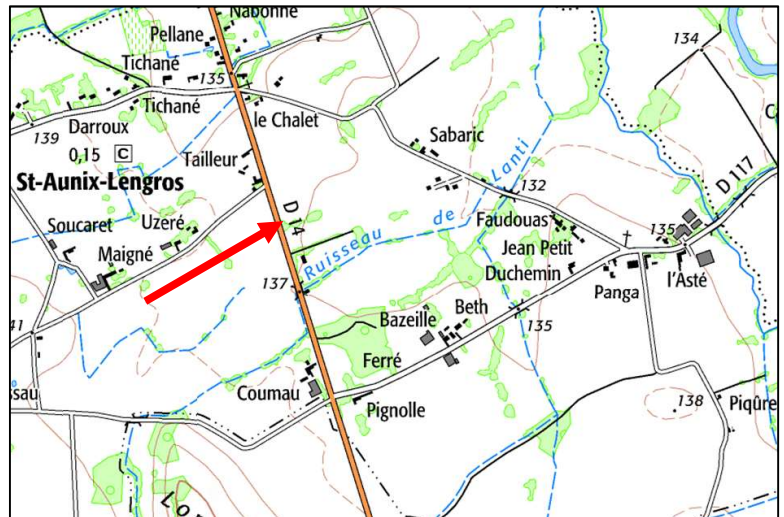 Nabonne
Pellane
Tichané
135
134
Tichané
le Chalet
Darroux
139
0,15 C
Tailleur
Sabaric
St-Aunix-Lengros
Soucaret
Uzeré
Maigné
D 14
Ruisseau de Lanti
132
D 117
Faudouas
Jean Petit
Duchemin
135
l'Asté
Panga
137
41
Bazeille
Beth
135
Ferré
ssau
Coumau
Pignolle
138
Piqûre